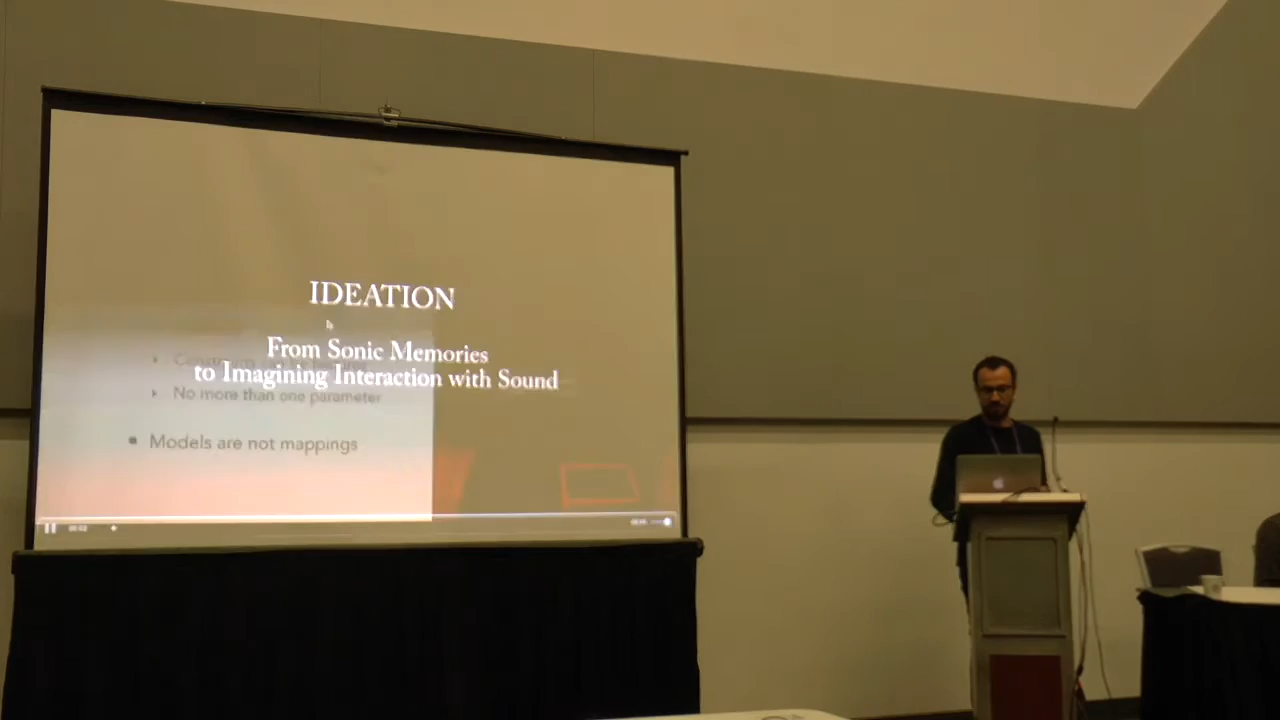 IDEATION
From Sonic Memories
to Imagining Interaction with Sound
No more than one parameter
Models are not mappings